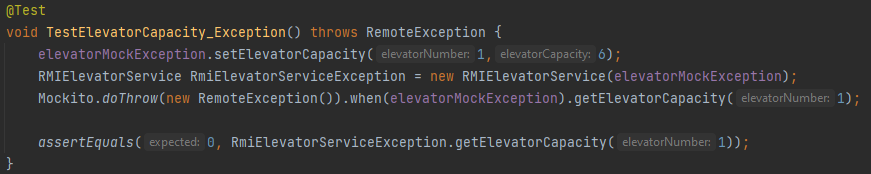 @Test
void TestElevatorCapacity_Exception() throws RemoteException {
elevatorMockException.setElevatorCapacity( elevatorNumber: 1, elevatorCapacity: 6);
RMIElevatorService RmiElevatorServiceException = new RMIElevatorService(elevatorMockException);
Mockito.doThrow(new RemoteException()).when(elevatorMockException).getElevatorCapacity( elevatorNumber: 1);
assertEquals( expected: 0, RmiElevatorServiceException.getElevatorCapacity( elevatorNumber: 1));
}